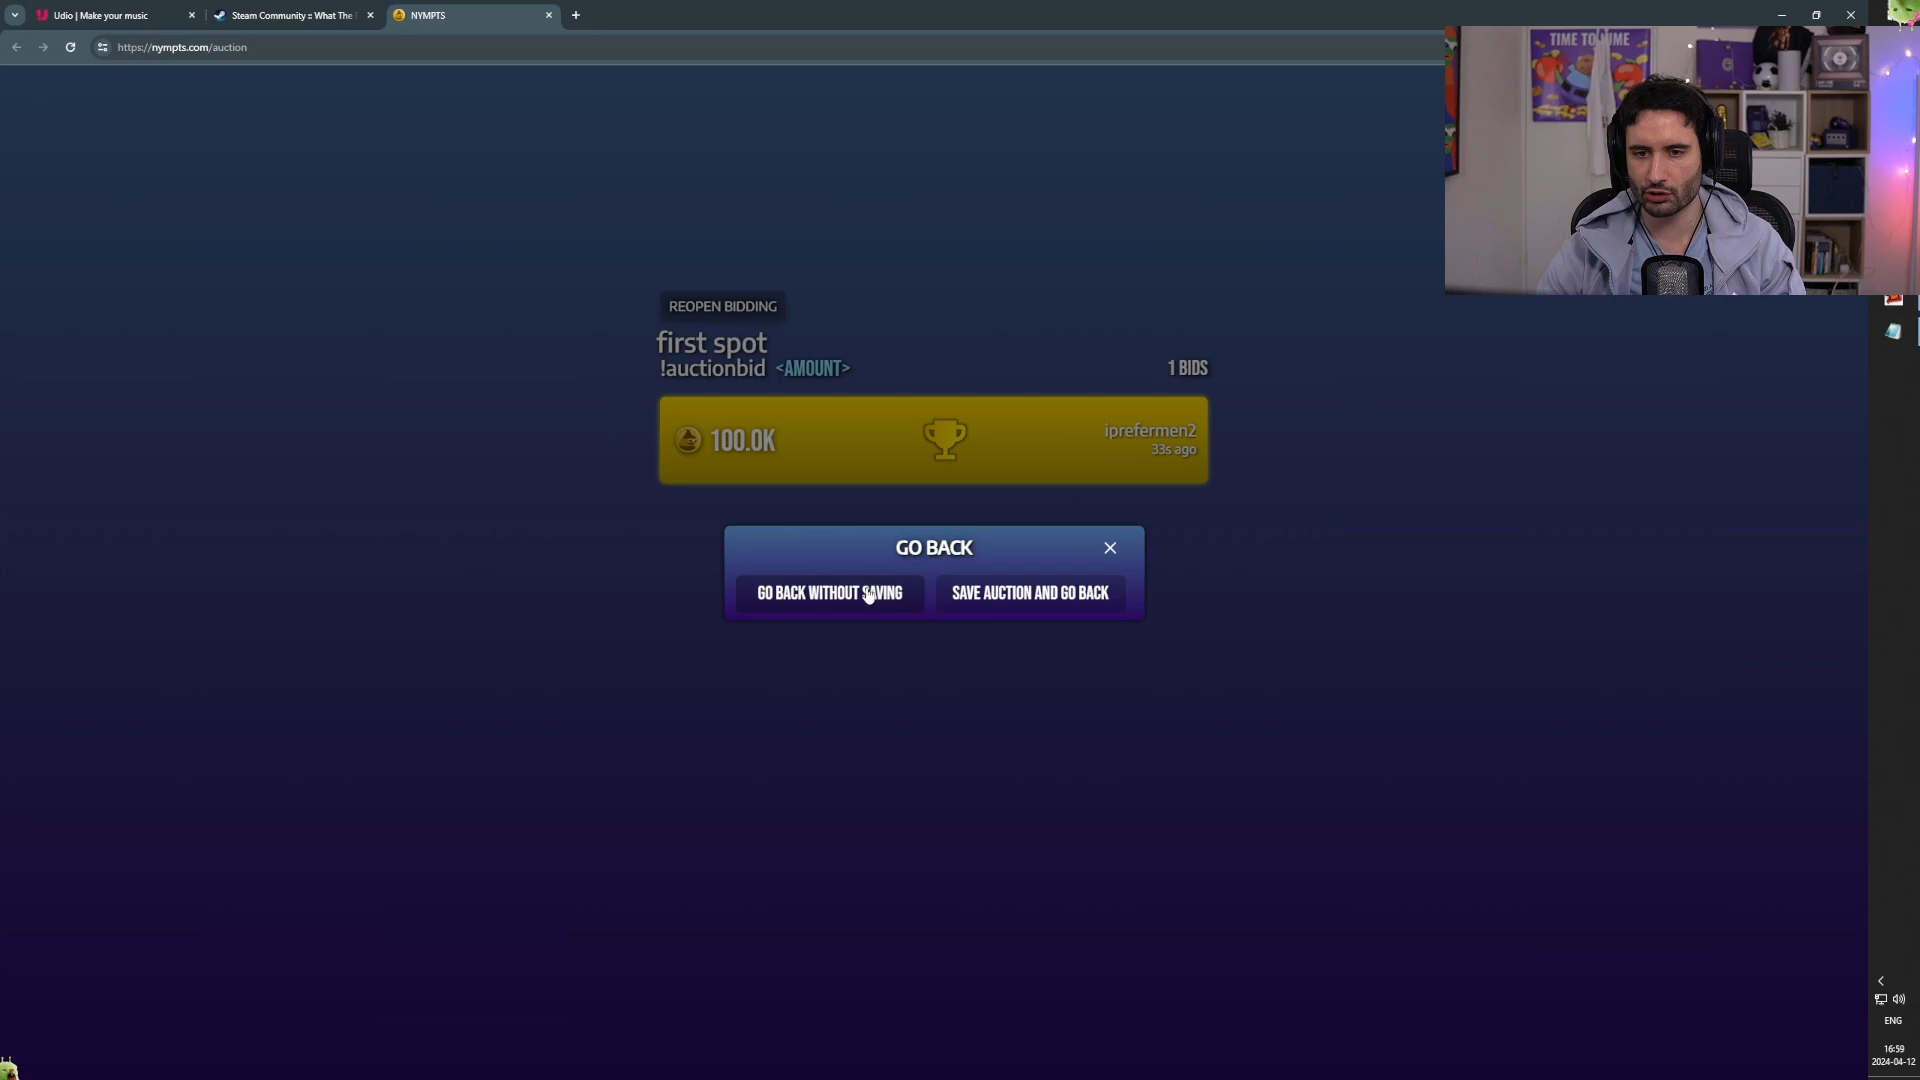 Udio | Make your music
Steam Community :: What The
NYMPTS
https://nympts.com/auction
TIME TO
REOPEN BIDDING
first spot
!auctionbid <AMOUNT>
1 BIDS
100.0K
iprefermen2
33s ago
GO BACK
GO BACK WITHOUT SAVING
SAVE AUCTION AND GO BACK
ENG
16:59
2024-04-12